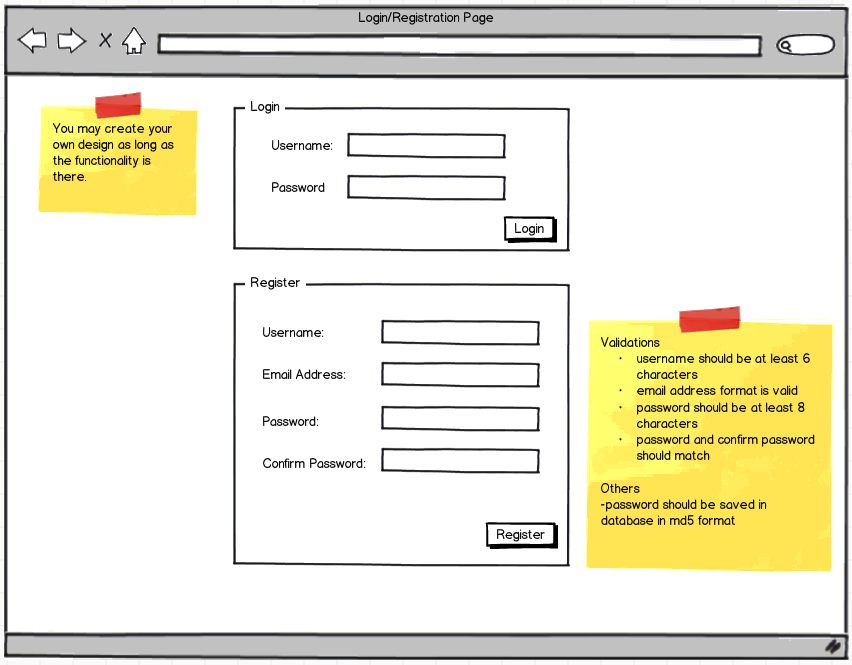 Login/Registration Page
You may create your
own design as long as
the functionality is
there.
Login
Username:
Password
Login
Register
Username:
Email Address:
Password:
Confirm Password:
Register
Validations
• username should be at least 6
characters
• email address format is valid
• password should be at least 8
characters
• password and confirm password
should match
Others
-password should be saved in
database in md5 format